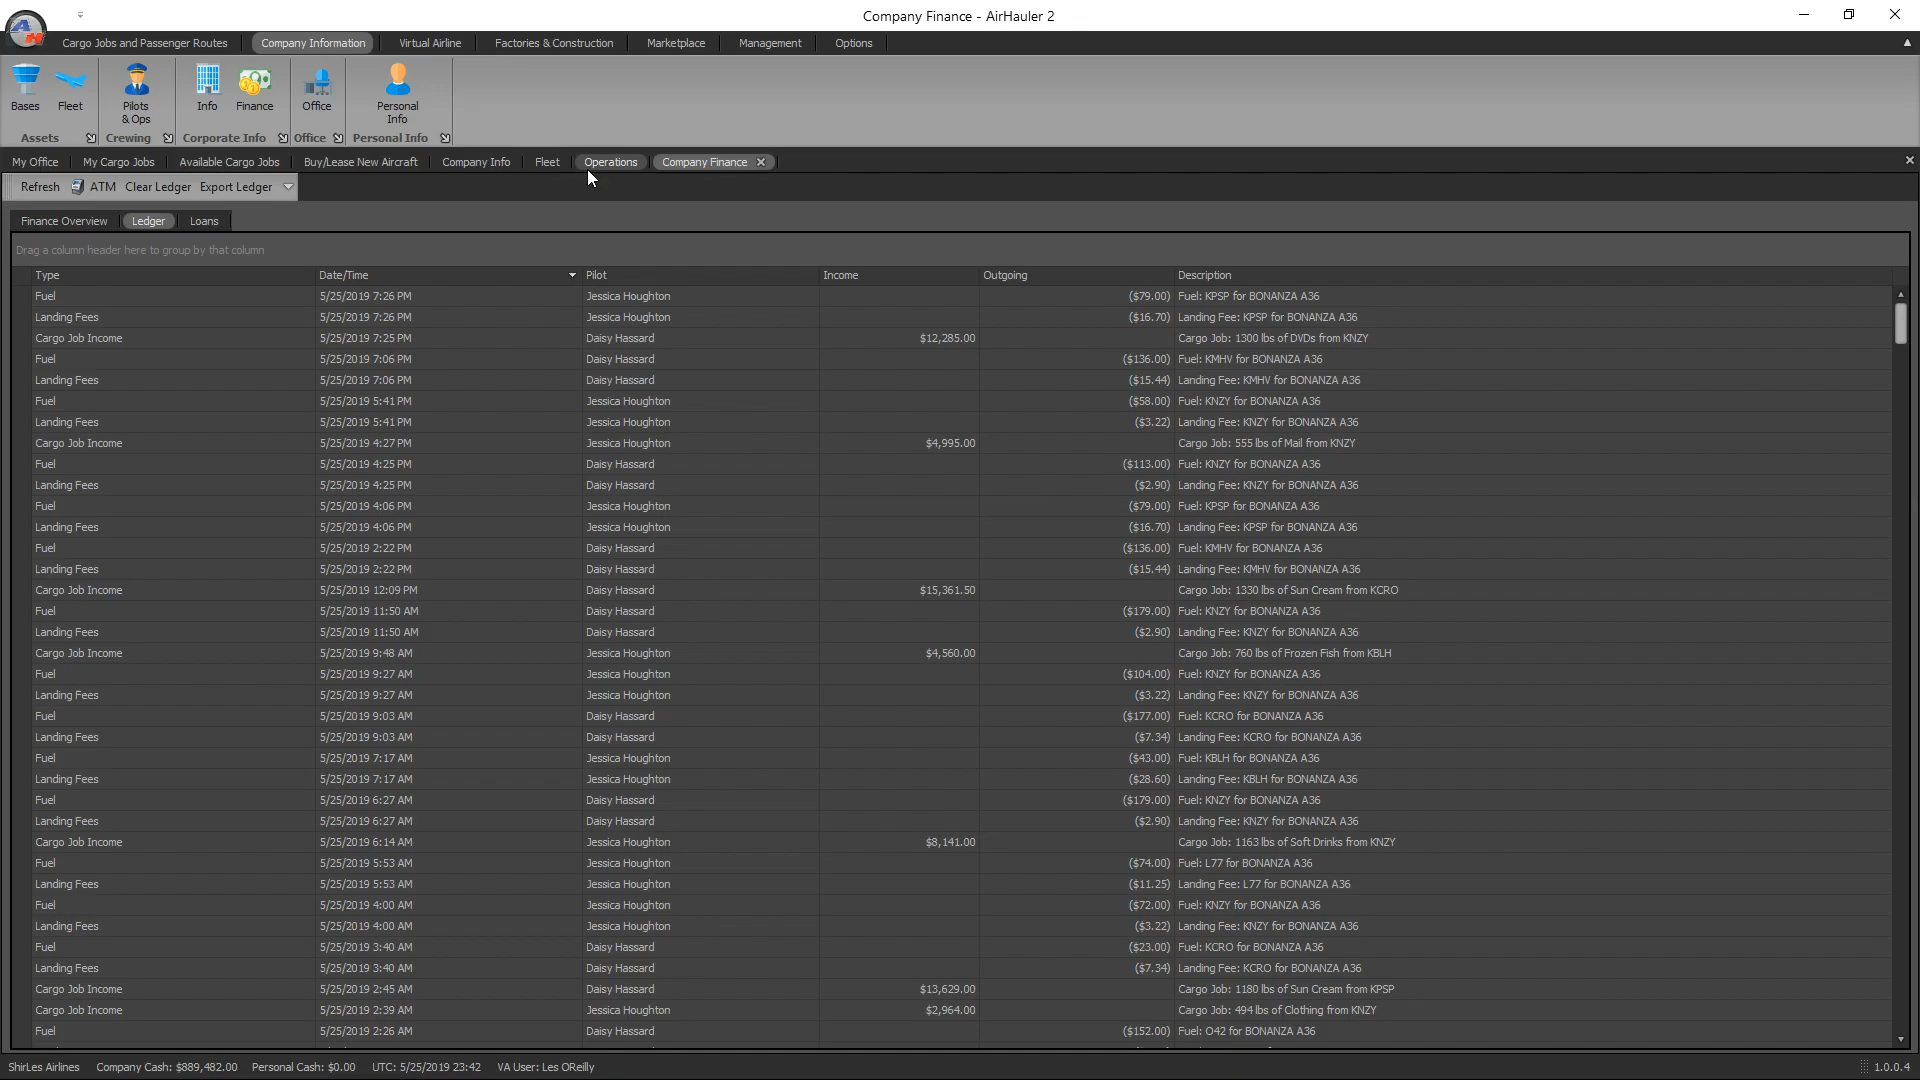 Company Finance - AirHauler 2
Cargo Jobs and Passenger Routes Company Information Virtual Airline Factories & Construction Marketplace Management Options
Bases Fleet Pilots & Ops Info Finance Office Personal Info
Assets Crewing Corporate Info Office Personal Info
My Office My Cargo Jobs Available Cargo Jobs Buy/Lease New Aircraft Company Info Fleet Operations Company Finance
Refresh ATM Clear Ledger Export Ledger
Finance Overview Ledger Loans
Drag a column header here to group by that column
Type Date/Time Pilot Income Outgoing Description
Fuel 5/25/2019 7:26 PM Jessica Houghton ($79.00) Fuel: KPSP for BONANZA A36
Landing Fees 5/25/2019 7:26 PM Jessica Houghton ($16.70) Landing Fee: KPSP for BONANZA A36
Cargo Job Income 5/25/2019 7:25 PM Daisy Hassard $12,285.00 Cargo Job: 1300 lbs of DVDs from KNZY
Fuel 5/25/2019 7:06 PM Daisy Hassard ($136.00) Fuel: KMHV for BONANZA A36
Landing Fees 5/25/2019 7:06 PM Daisy Hassard ($15.44) Landing Fee: KMHV for BONANZA A36
Fuel 5/25/2019 5:41 PM Jessica Houghton ($58.00) Fuel: KNZY for BONANZA A36
Landing Fees 5/25/2019 5:41 PM Jessica Houghton ($3.22) Landing Fee: KNZY for BONANZA A36
Cargo Job Income 5/25/2019 4:27 PM Jessica Houghton $4,995.00 Cargo Job: 555 lbs of Mail from KNZY
Fuel 5/25/2019 4:25 PM Daisy Hassard ($113.00) Fuel: KNZY for BONANZA A36
Landing Fees 5/25/2019 4:25 PM Daisy Hassard ($2.90) Landing Fee: KNZY for BONANZA A36
Fuel 5/25/2019 4:06 PM Jessica Houghton ($79.00) Fuel: KPSP for BONANZA A36
Landing Fees 5/25/2019 4:06 PM Jessica Houghton ($16.70) Landing Fee: KPSP for BONANZA A36
Fuel 5/25/2019 2:22 PM Daisy Hassard ($136.00) Fuel: KMHV for BONANZA A36
Landing Fees 5/25/2019 2:22 PM Daisy Hassard ($15.44) Landing Fee: KMHV for BONANZA A36
Cargo Job Income 5/25/2019 12:09 PM Daisy Hassard $15,361.50 Cargo Job: 1330 lbs of Sun Cream from KCRO
Fuel 5/25/2019 11:50 AM Daisy Hassard ($179.00) Fuel: KNZY for BONANZA A36
Landing Fees 5/25/2019 11:50 AM Daisy Hassard ($2.90) Landing Fee: KNZY for BONANZA A36
Cargo Job Income 5/25/2019 9:48 AM Jessica Houghton $4,560.00 Cargo Job: 760 lbs of Frozen Fish from KBLH
Fuel 5/25/2019 9:27 AM Jessica Houghton ($104.00) Fuel: KNZY for BONANZA A36
Landing Fees 5/25/2019 9:27 AM Jessica Houghton ($3.22) Landing Fee: KNZY for BONANZA A36
Fuel 5/25/2019 9:03 AM Daisy Hassard ($177.00) Fuel: KCRO for BONANZA A36
Landing Fees 5/25/2019 9:03 AM Daisy Hassard ($7.34) Landing Fee: KCRO for BONANZA A36
Fuel 5/25/2019 7:17 AM Jessica Houghton ($43.00) Fuel: KBLH for BONANZA A36
Landing Fees 5/25/2019 7:17 AM Jessica Houghton ($28.60) Landing Fee: KBLH for BONANZA A36
Fuel 5/25/2019 6:27 AM Daisy Hassard ($179.00) Fuel: KNZY for BONANZA A36
Landing Fees 5/25/2019 6:27 AM Daisy Hassard ($2.90) Landing Fee: KNZY for BONANZA A36
Cargo Job Income 5/25/2019 6:14 AM Jessica Houghton $8,141.00 Cargo Job: 1163 lbs of Soft Drinks from KNZY
Fuel 5/25/2019 5:53 AM Jessica Houghton ($74.00) Fuel: L77 for BONANZA A36
Landing Fees 5/25/2019 5:53 AM Jessica Houghton ($11.25) Landing Fee: L77 for BONANZA A36
Fuel 5/25/2019 4:00 AM Jessica Houghton ($72.00) Fuel: KNZY for BONANZA A36
Landing Fees 5/25/2019 4:00 AM Jessica Houghton ($3.22) Landing Fee: KNZY for BONANZA A36
Fuel 5/25/2019 3:40 AM Daisy Hassard ($23.00) Fuel: KCRO for BONANZA A36
Landing Fees 5/25/2019 3:40 AM Daisy Hassard ($7.34) Landing Fee: KCRO for BONANZA A36
Cargo Job Income 5/25/2019 2:45 AM Daisy Hassard $13,629.00 Cargo Job: 1180 lbs of Sun Cream from KPSP
Cargo Job Income 5/25/2019 2:39 AM Jessica Houghton $2,964.00 Cargo Job: 494 lbs of Clothing from KNZY
Fuel 5/25/2019 2:26 AM Daisy Hassard ($152.00) Fuel: O42 for BONANZA A36
ShirLes Airlines Company Cash: $889,482.00 Personal Cash: $0.00 UTC: 5/25/2019 23:42 VA User: Les OReilly 1.0.0.4